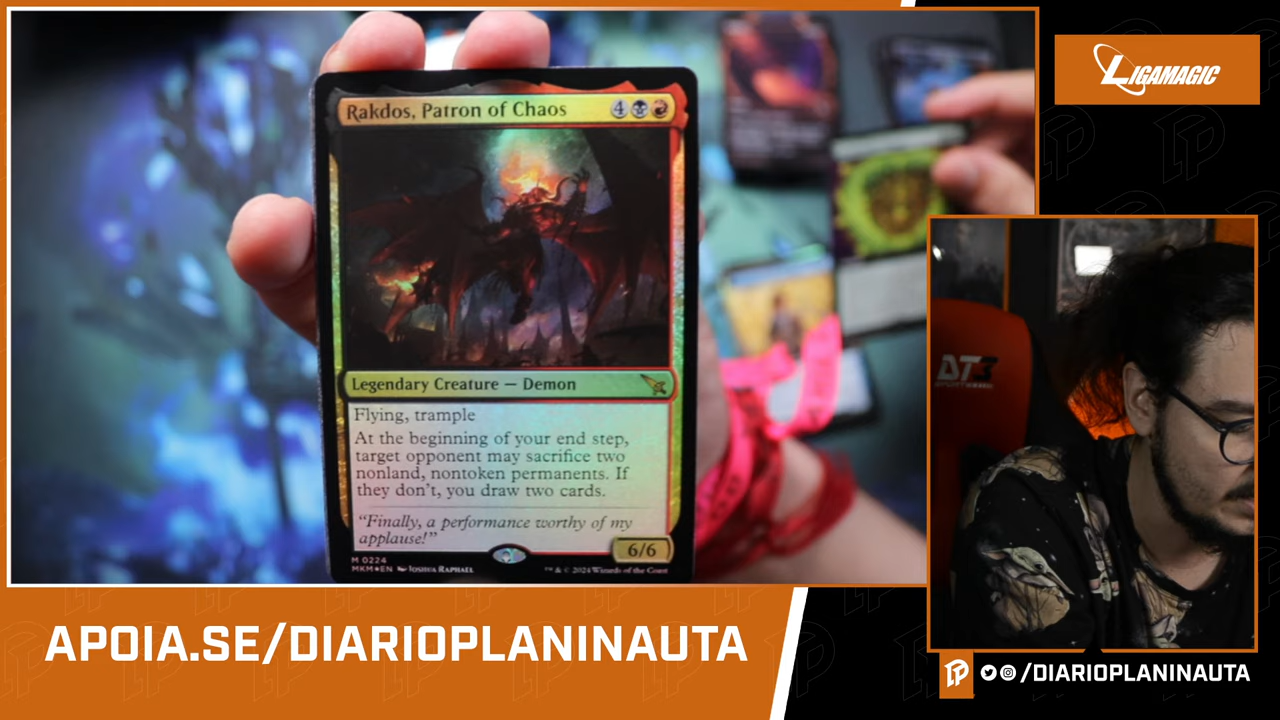 Rakdos, Patron of Chaos 4
Legendary Creature — Demon
Flying, trample
At the beginning of your end step,
target opponent may sacrifice two
nonland, nontoken permanents. If
they don't, you draw two cards.
"Finally, a performance worthy of my
applause!"
6/6
M 0224
MKM★EN Joshua Raphael
™ & © 2024 Wizards of the Coast
LIGAMAGIC
DT3
APOIA.SE/DIARIOPLANINAUTA
/DIARIOPLANINAUTA